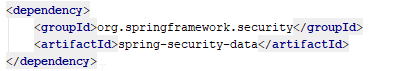 <dependency>
<groupId>org.springframework.security</groupId>
<artifactId>spring-security-data</artifactId>
</dependency>